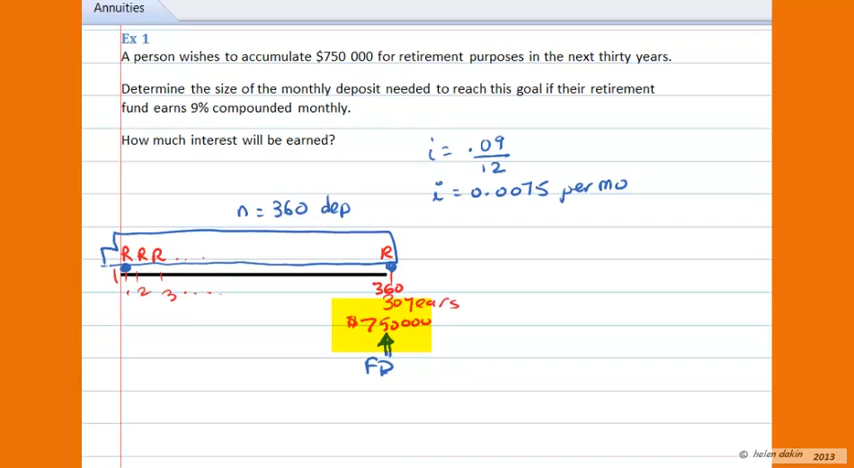 Annuities
Ex 1
A person wishes to accumulate $750 000 for retirement purposes in the next thirty years.
Determine the size of the monthly deposit needed to reach this goal if their retirement
fund earns 9% compounded monthly.
How much interest will be earned?
i = .09
12
i = 0.0075 per mo
n = 360 dep
R R R .... R
1 2 3 .... 360
30 years
$750000
FD
© helen dakin 2013